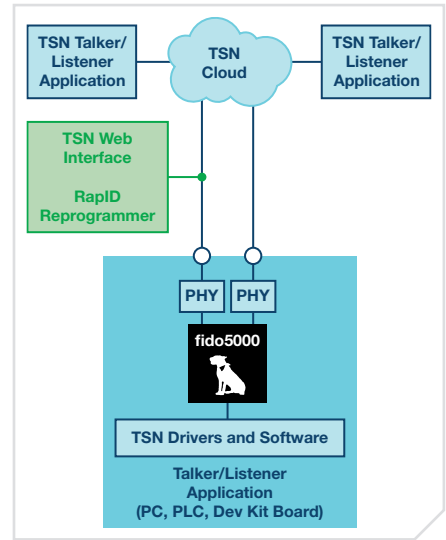 TSN Talker/
Listener
Application
TSN
Cloud
TSN Talker/
Listener
Application
TSN Web
Interface
RapID
Reprogrammer
PHY
PHY
fido5000
TSN Drivers and Software
Talker/Listener
Application
(PC, PLC, Dev Kit Board)